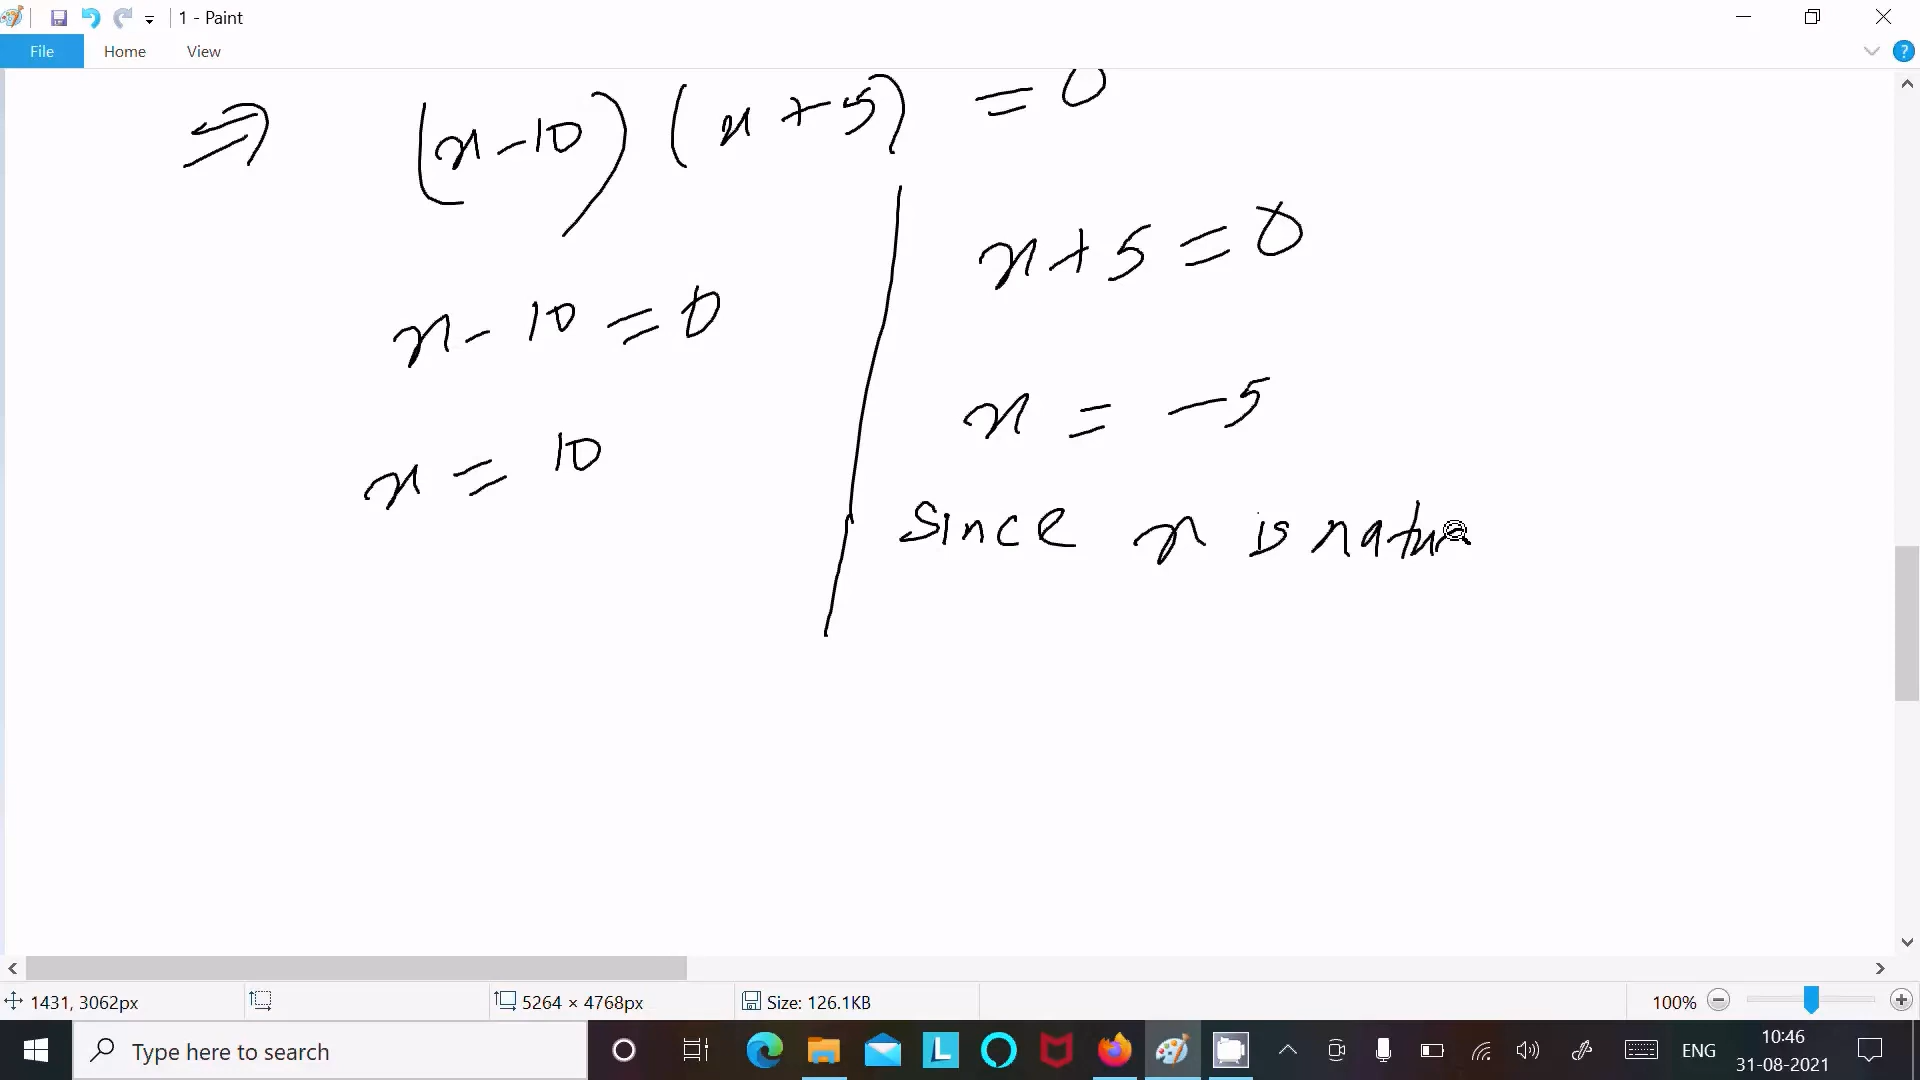 1 - Paint
File Home View
⇒ (x-10) (x+5) = 0
x+5=0
x-10=0
x = -5
x = 10
Since x is natu
1431, 3062px 5264 × 4768px Size: 126.1KB 100%
Type here to search L ENG 10:46
31-08-2021